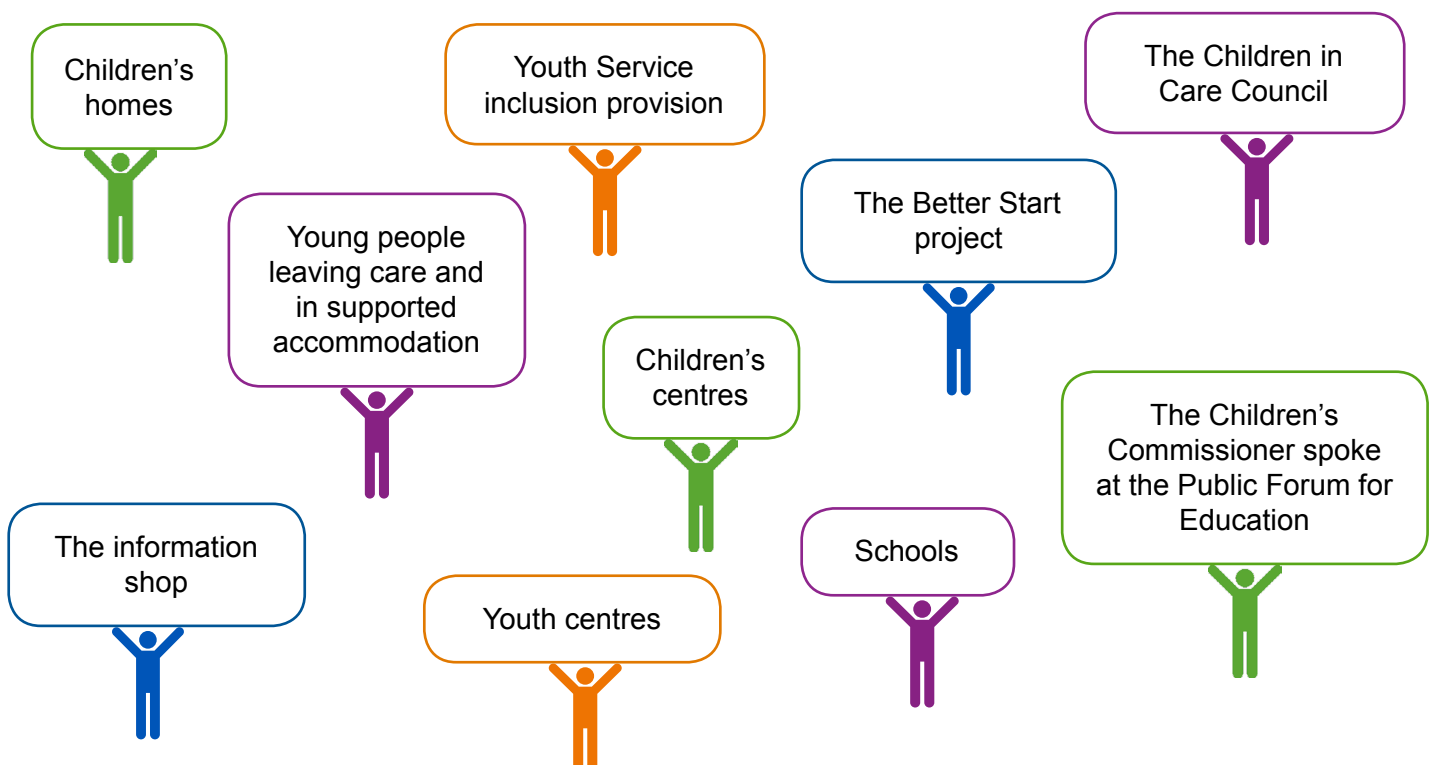 Children’s
homes
Youth Service
inclusion provision
The Children in
Care Council
Young people
leaving care and
in supported
accommodation
The Better Start
project
Children’s
centres
The Children’s
Commissioner spoke
at the Public Forum for
Education
The information
shop
Youth centres
Schools